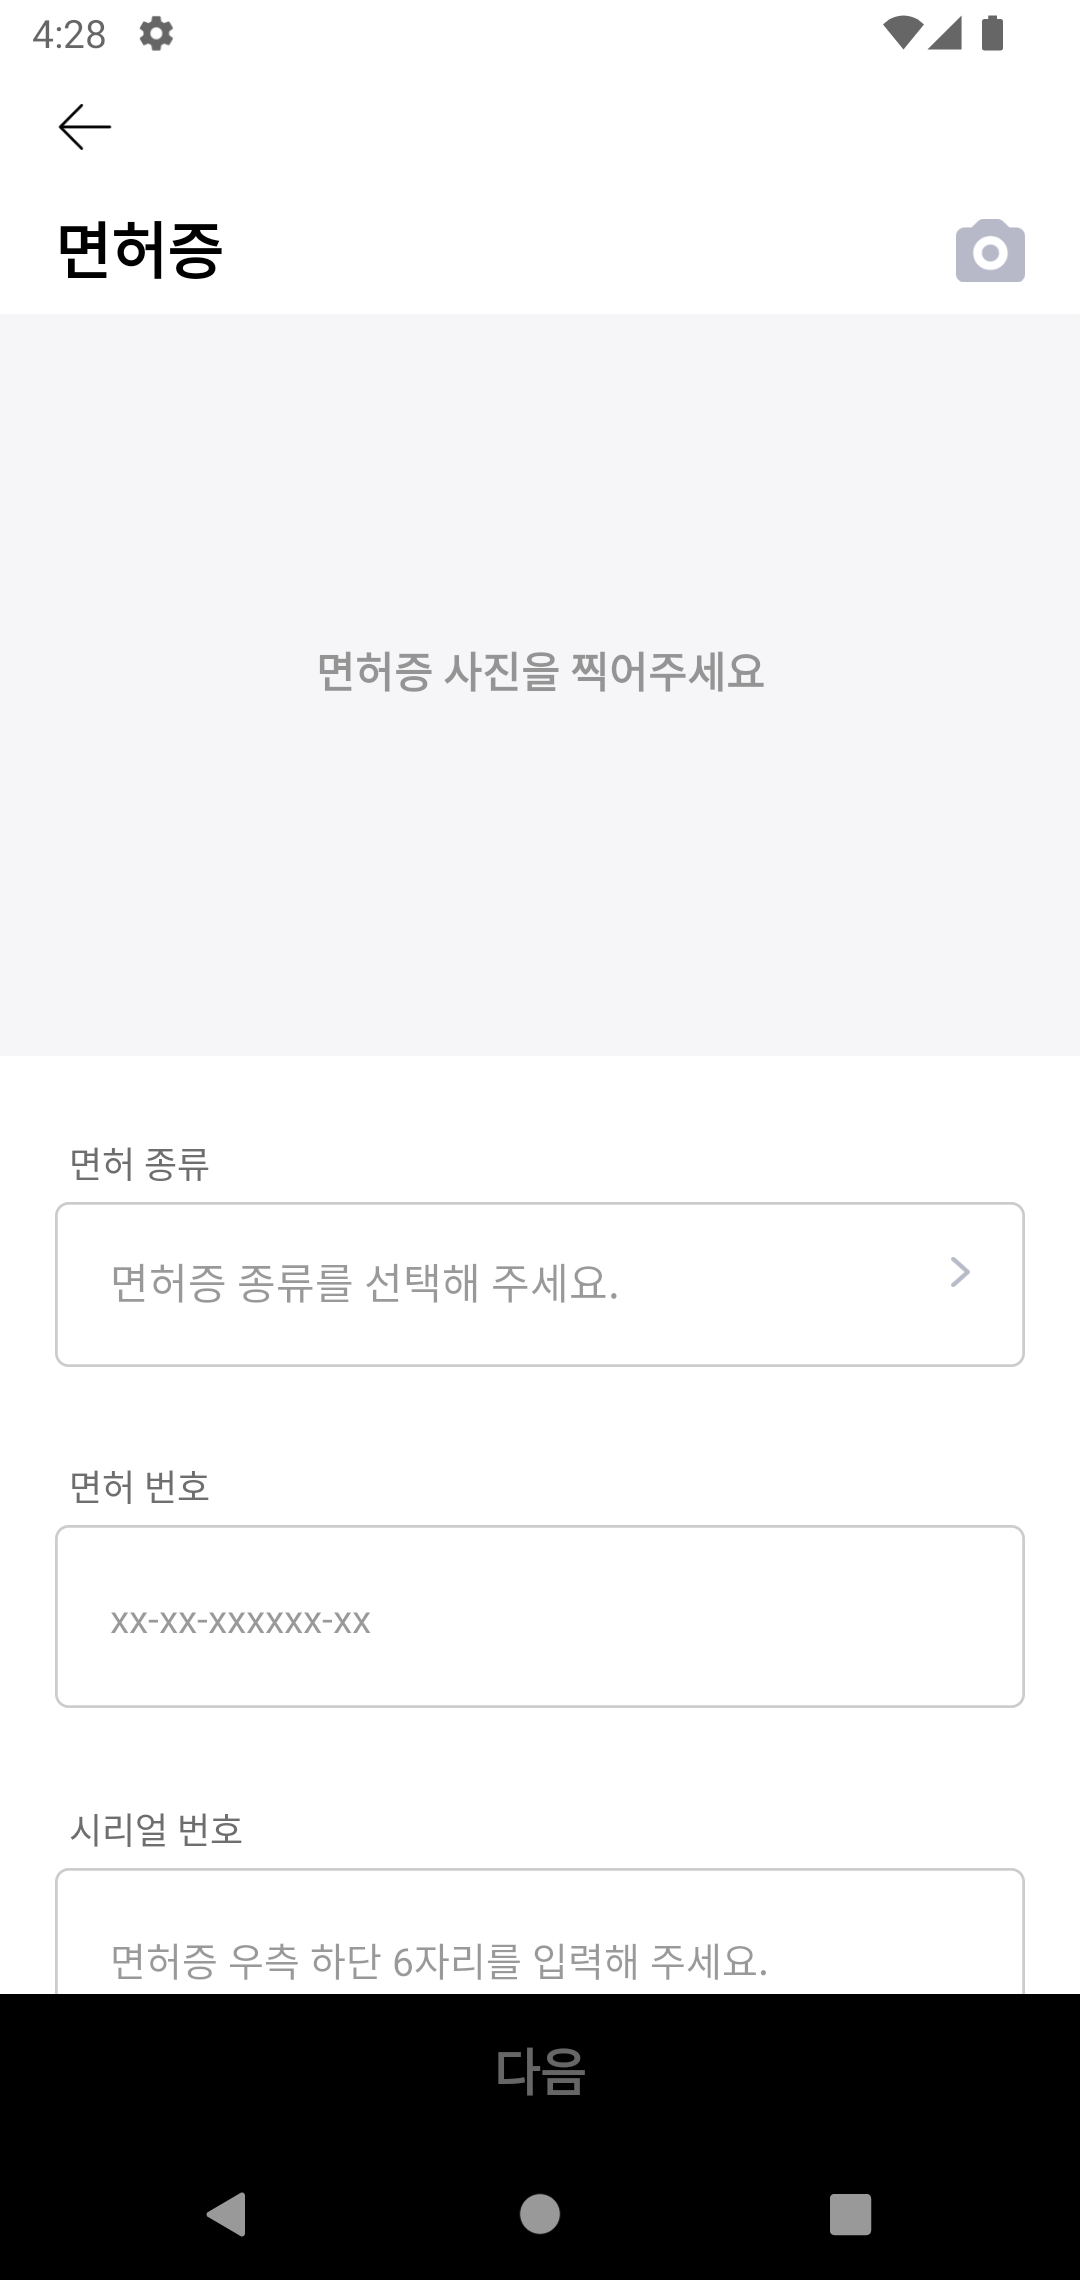 4:28
면허증
면허증 사진을 찍어주세요
면허 종류
면허증 종류를 선택해 주세요.
면허 번호
xx-xx-xxxxxx-xx
시리얼 번호
면허증 우측 하단 6자리를 입력해 주세요.
다음